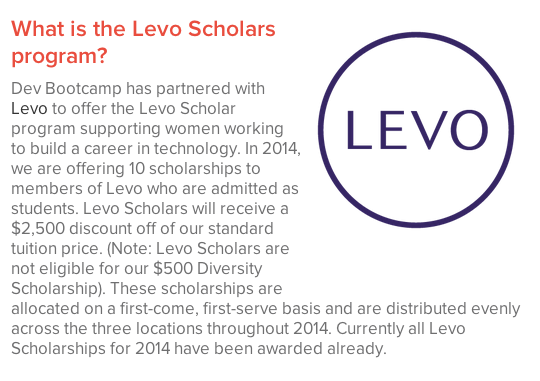 What is the Levo Scholars
program?
Dev Bootcamp has partnered with
Levo to offer the Levo Scholar
program supporting women working
to build a career in technology. In 2014,
we are offering 10 scholarships to
members of Levo who are admitted as
students. Levo Scholars will receive a
$2,500 discount off of our standard
tuition price. (Note: Levo Scholars are
not eligible for our $500 Diversity
Scholarship). These scholarships are
allocated on a first-come, first-serve basis and are distributed evenly
across the three locations throughout 2014. Currently all Levo
Scholarships for 2014 have been awarded already.
LEVO